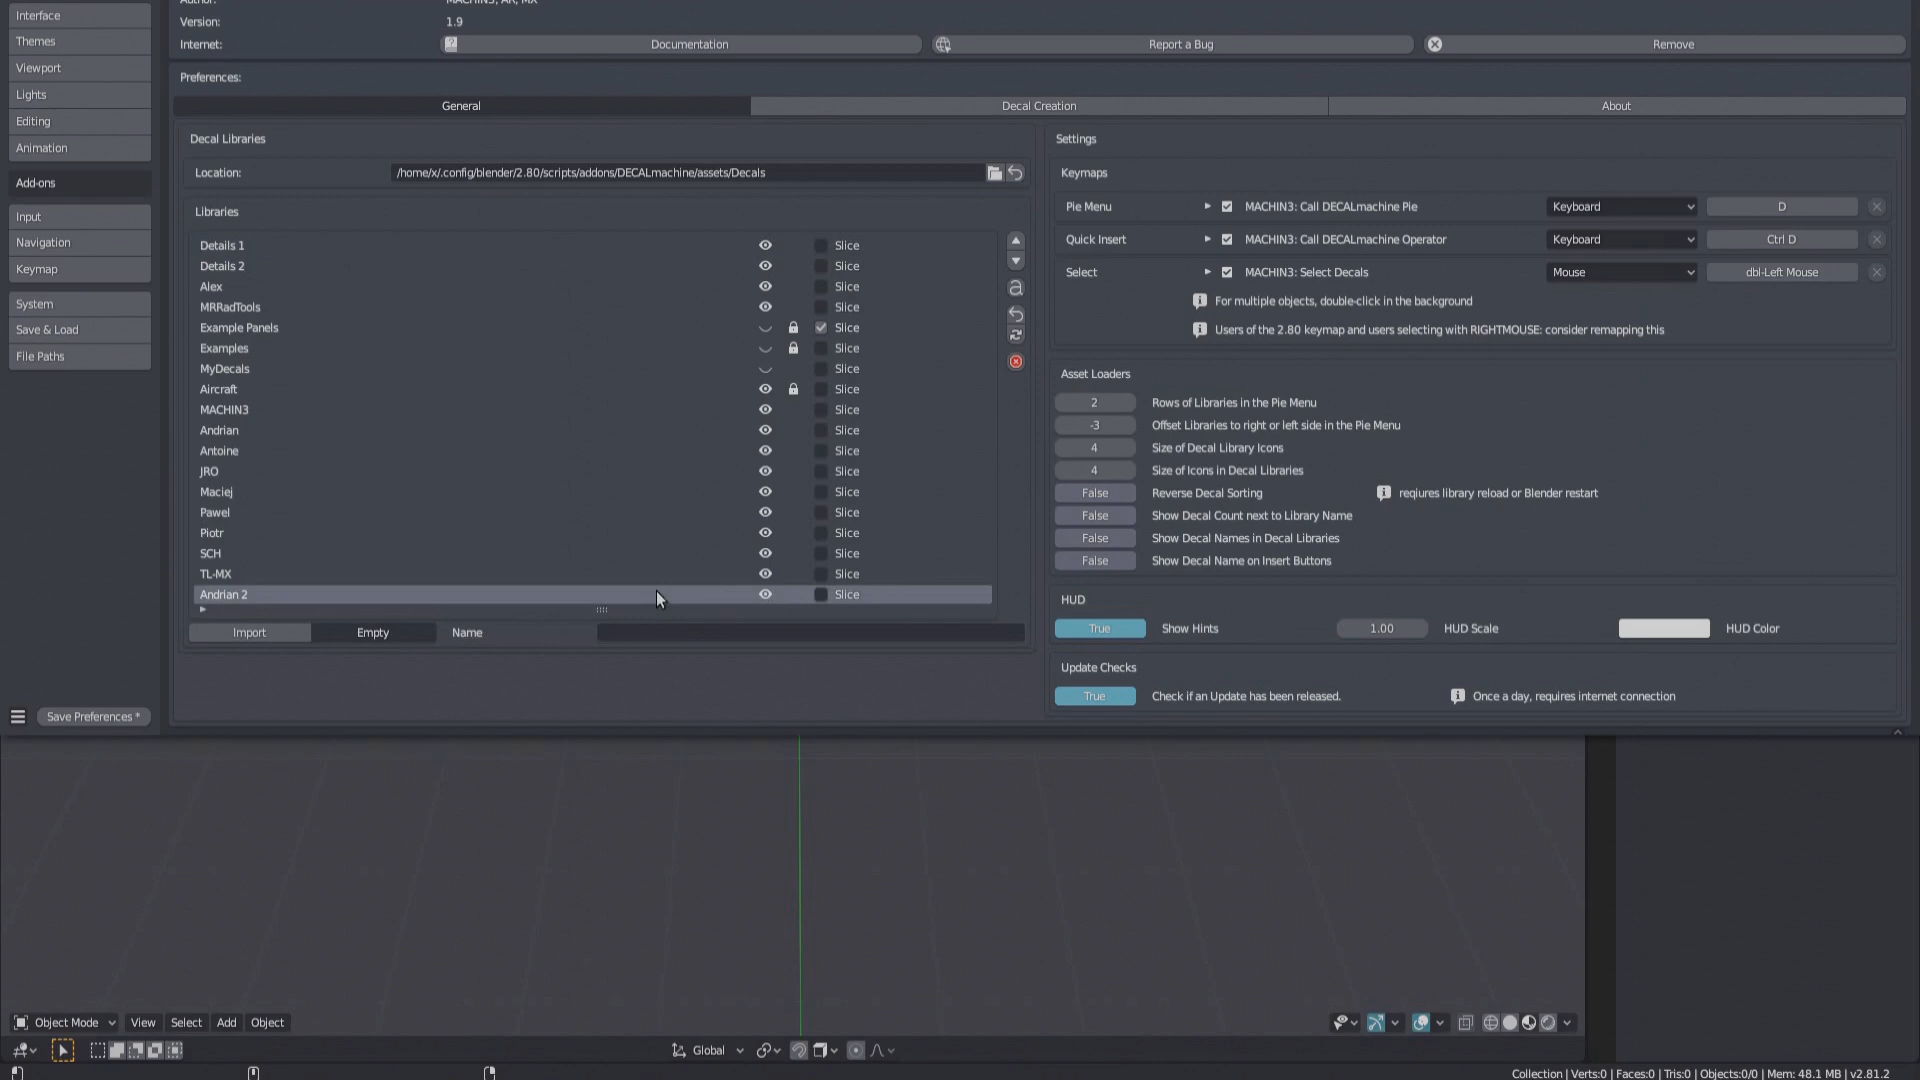 Interface
Themes
Viewport
Lights
Editing
Animation
Add-ons
Input
Navigation
Keymap
System
Save & Load
File Paths
Save Preferences *
Author: MACHIN3, AR, MX
Version: 1.9
Internet: Documentation Report a Bug Remove
Preferences:
General Decal Creation About
Decal Libraries
Location: /home/x/.config/blender/2.80/scripts/addons/DECALmachine/assets/Decals
Libraries
Details 1 Slice
Details 2 Slice
Alex Slice
MRRadTools Slice
Example Panels Slice
Examples Slice
MyDecals Slice
Aircraft Slice
MACHIN3 Slice
Andrian Slice
Antoine Slice
JRO Slice
Maciej Slice
Pawel Slice
Piotr Slice
SCH Slice
TL-MX Slice
Andrian 2 Slice
Import Empty Name
Settings
Keymaps
Pie Menu MACHIN3: Call DECALmachine Pie Keyboard D
Quick Insert MACHIN3: Call DECALmachine Operator Keyboard Ctrl D
Select MACHIN3: Select Decals Mouse dbl-Left Mouse
For multiple objects, double-click in the background
Users of the 2.80 keymap and users selecting with RIGHTMOUSE: consider remapping this
Asset Loaders
2 Rows of Libraries in the Pie Menu
-3 Offset Libraries to right or left side in the Pie Menu
4 Size of Decal Library Icons
4 Size of Icons in Decal Libraries
False Reverse Decal Sorting reqiures library reload or Blender restart
False Show Decal Count next to Library Name
False Show Decal Names in Decal Libraries
False Show Decal Name on Insert Buttons
HUD
True Show Hints 1.00 HUD Scale HUD Color
Update Checks
True Check if an Update has been released. Once a day, requires internet connection
Object Mode View Select Add Object
Global
Collection | Verts:0 | Faces:0 | Tris:0 | Objects:0/0 | Mem: 48.1 MB | v2.81.2